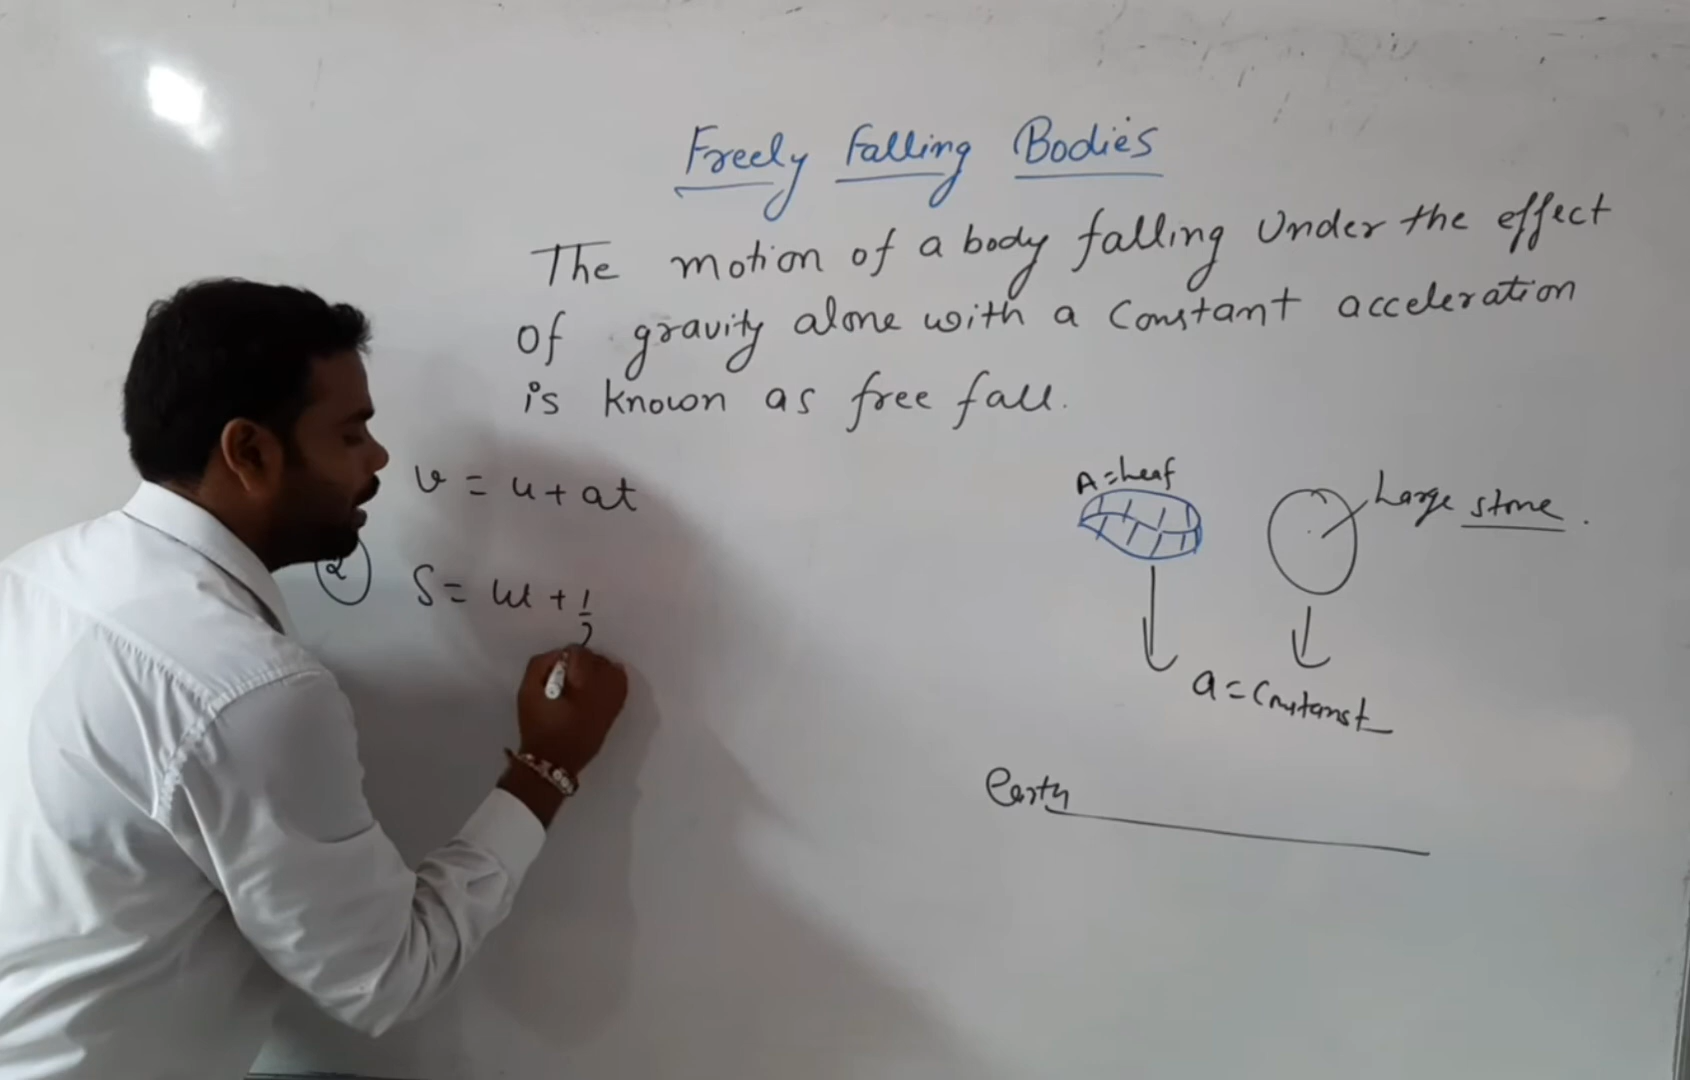 Freely Falling Bodies
The motion of a body falling Under the effect
of gravity alone with a constant acceleration
is known as free fall.
v = u + at
A = Leaf
Large stone.
2
S = ut + 1/2
a = Constanst
Earth